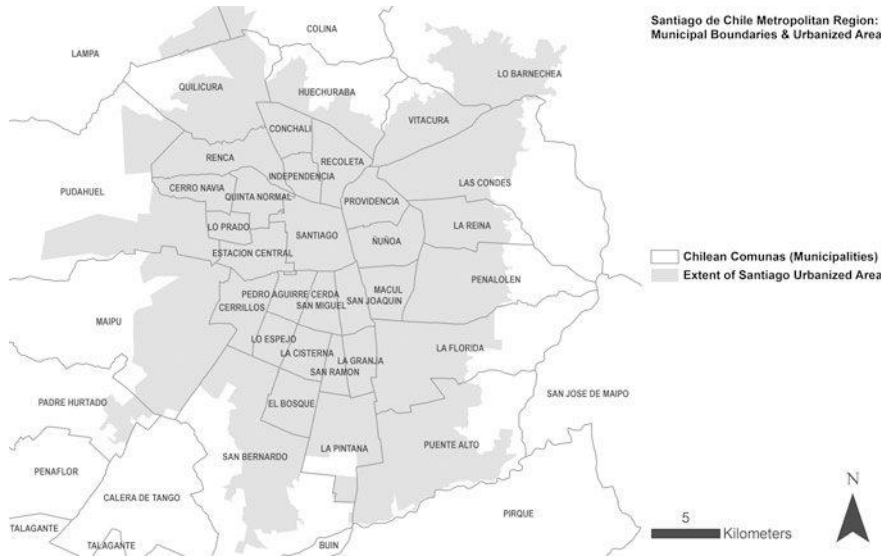 COLINA
Santiago de Chile Metropolitan Region:
Municipal Boundaries & Urbanized Area
LAMPA
LO BARNECHEA
QUILICURA
HUECHURABA
VITACURA
CONCHALI
RENCA
RECOLETA
INDEPENDENCIA
LAS CONDES
PUDAHUEL
CERRO NAVIA
QUINTA NORMAL
PROVIDENCIA
LO PRADO
SANTIAGO
ÑUÑOA
LA REINA
ESTACION CENTRAL
Chilean Comunas (Municipalities)
Extent of Santiago Urbanized Area
PENALOLEN
MACUL
PEDRO AGUIRRE CERDA
SAN JOAQUIN
SAN MIGUEL
CERRILLOS
MAIPU
LO ESPEJO
LA CISTERNA
LA GRANJA
LA FLORIDA
SAN RAMON
SAN JOSE DE MAIPO
PADRE HURTADO
EL BOSQUE
LA PINTANA
PUENTE ALTO
SAN BERNARDO
PENAFLOR
CALERA DE TANGO
N
PIRQUE
5
Kilometers
TALAGANTE
TALAGANTE
BUIN